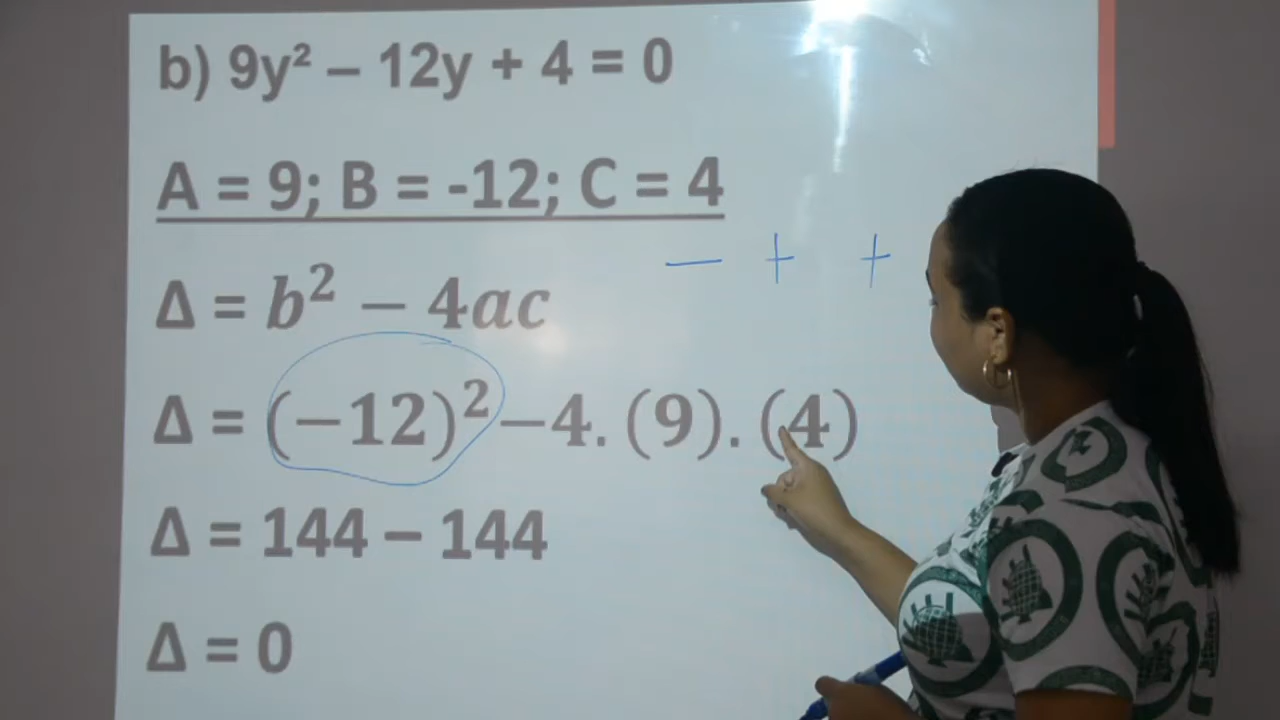 b) 9y² – 12y + 4 = 0
A = 9; B = -12; C = 4
− + +
Δ = b² − 4ac
Δ = (−12)² −4. (9). (4)
Δ = 144 − 144
Δ = 0